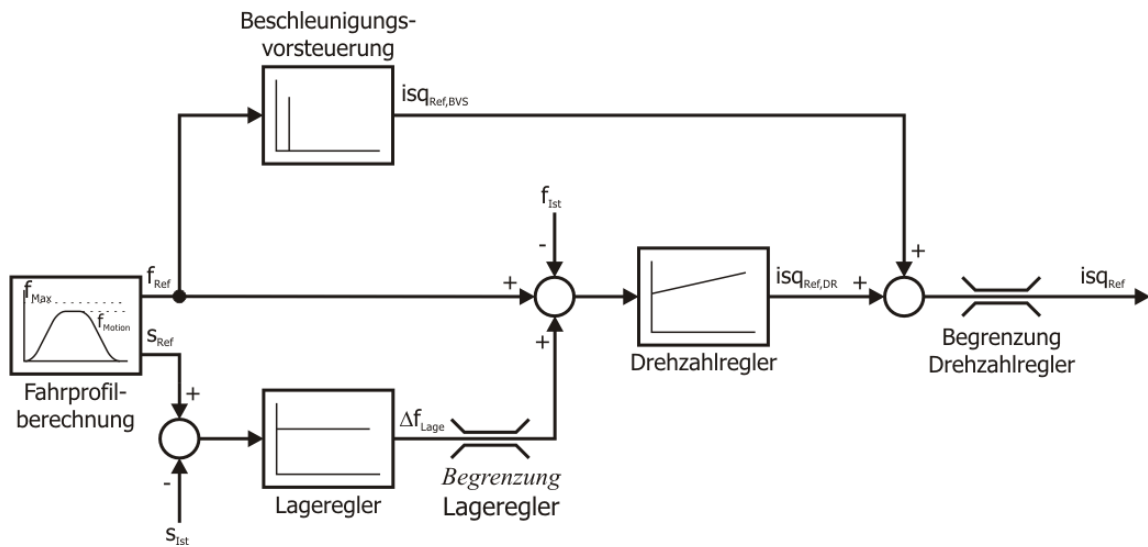 Beschleunigungs-
vorsteuerung
isqRef,BVS
fIst
-
+
fRef
fMax
fMotion
sRef
+
+
isqRef,DR
+
isqRef
Begrenzung
Drehzahlregler
Drehzahlregler
Fahrprofil-
berechnung
+
ΔfLage
-
Begrenzung
Lageregler
Lageregler
sIst